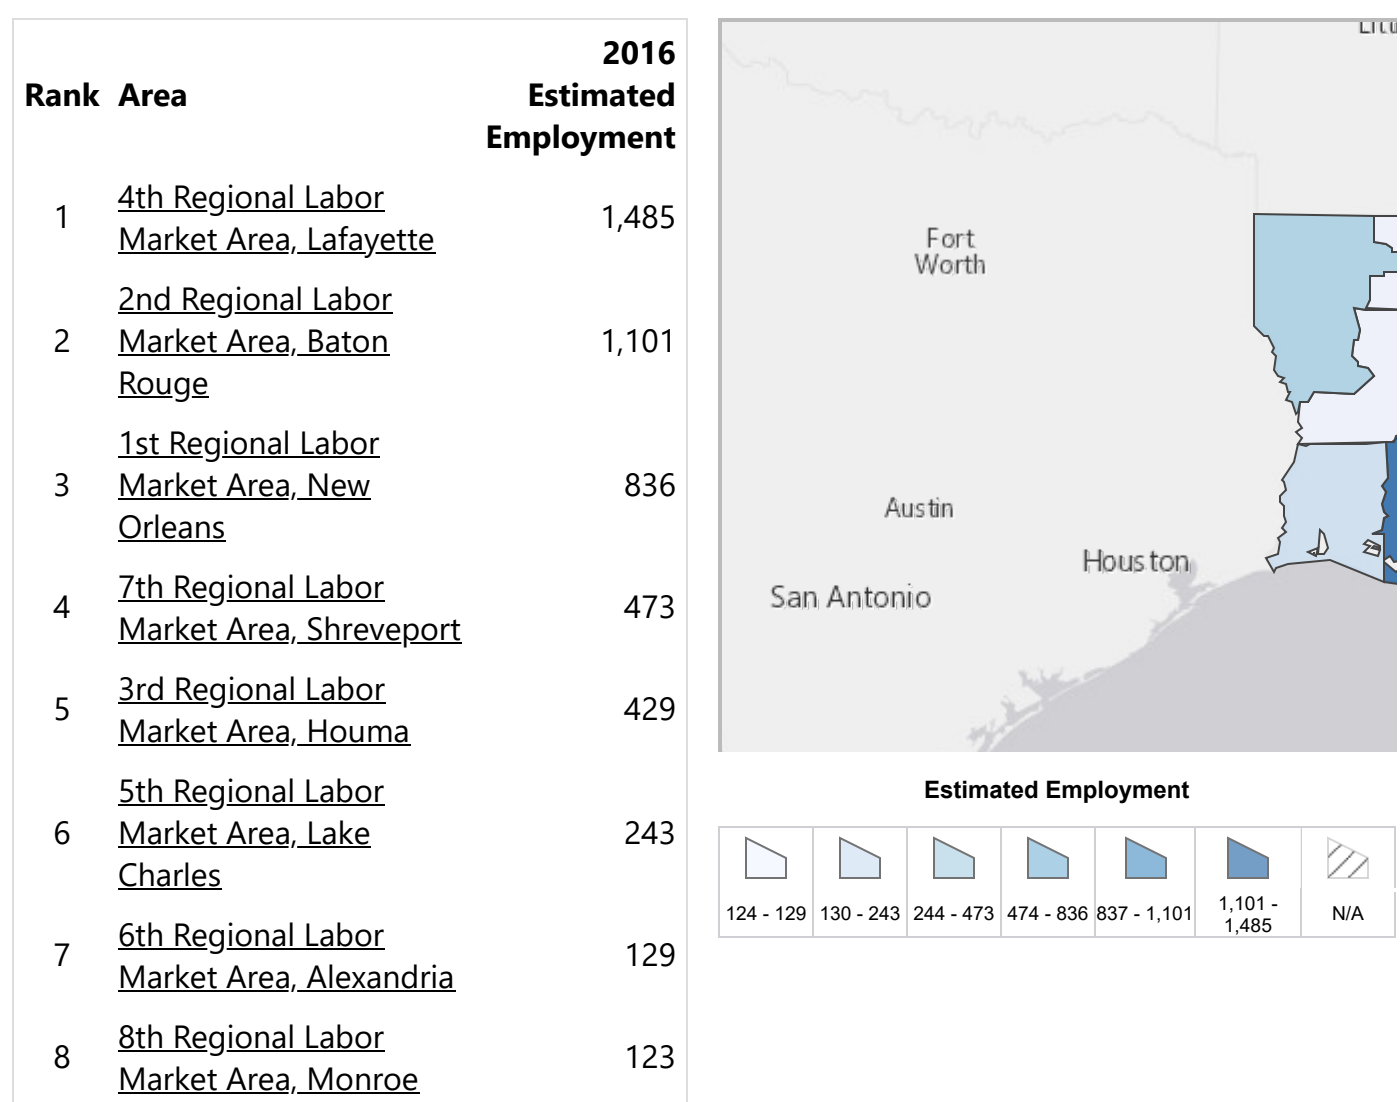 2016
Rank Area Estimated
Employment
1 4th Regional Labor
Market Area, Lafayette 1,485
2nd Regional Labor
2 Market Area, Baton 1,101
Rouge
1st Regional Labor
3 Market Area, New 836
Orleans
4 7th Regional Labor
Market Area, Shreveport 473
5 3rd Regional Labor
Market Area, Houma 429
5th Regional Labor
6 Market Area, Lake 243
Charles
7 6th Regional Labor
Market Area, Alexandria 129
8 8th Regional Labor
Market Area, Monroe 123
Fort
Worth
Austin
Houston
San Antonio
Estimated Employment
124 - 129 130 - 243 244 - 473 474 - 836 837 - 1,101 1,101 -
1,485 N/A